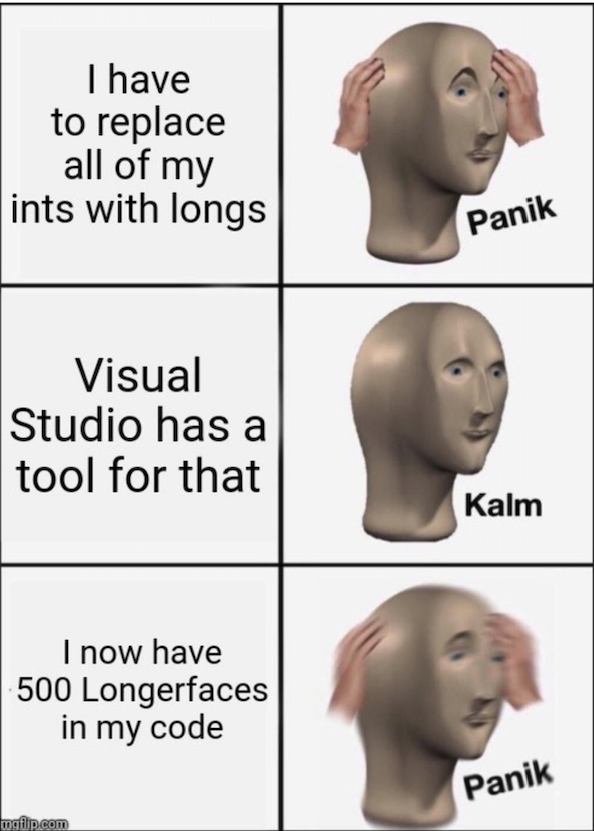 I have
to replace
all of my
ints with longs
Panik
Visual
Studio has a
tool for that
Kalm
I now have
500 Longerfaces
in my code
Panik
imgflip.com